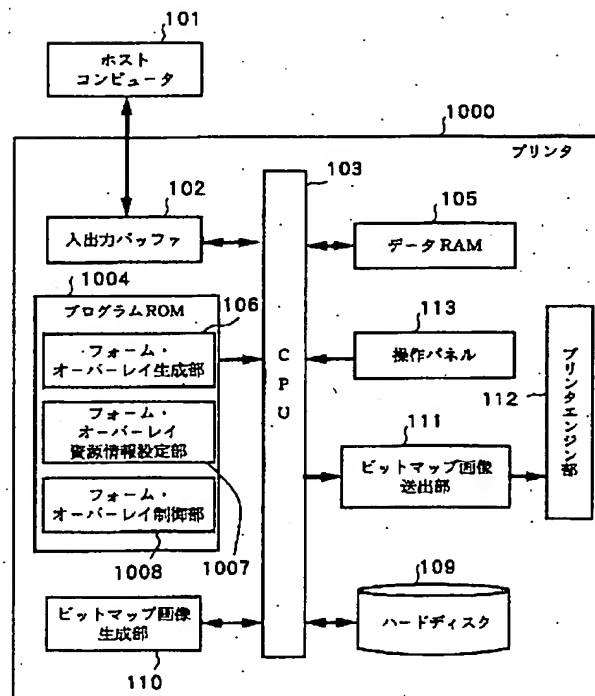 101
ホスト
コンピュータ
1000
プリンタ
102
入出力バッファ
103
CPU
105
データRAM
1004
プログラムROM
106
フォーム・
オーバーレイ生成部
フォーム・
オーバーレイ
資源情報設定部
フォーム・
オーバーレイ制御部
1008
1007
113
操作パネル
111
ビットマップ画像
送出部
112
プリンタエンジン部
ビットマップ画像
生成部
110
109
ハードディスク